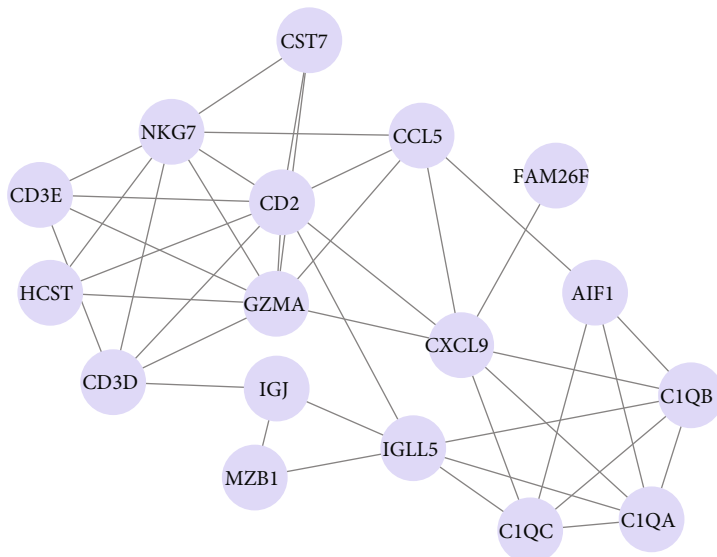 CST7
NKG7
CCL5
FAM26F
CD3E
CD2
HCST
GZMA
AIF1
CXCL9
CD3D
IGJ
C1QB
IGLL5
MZB1
C1QC
C1QA